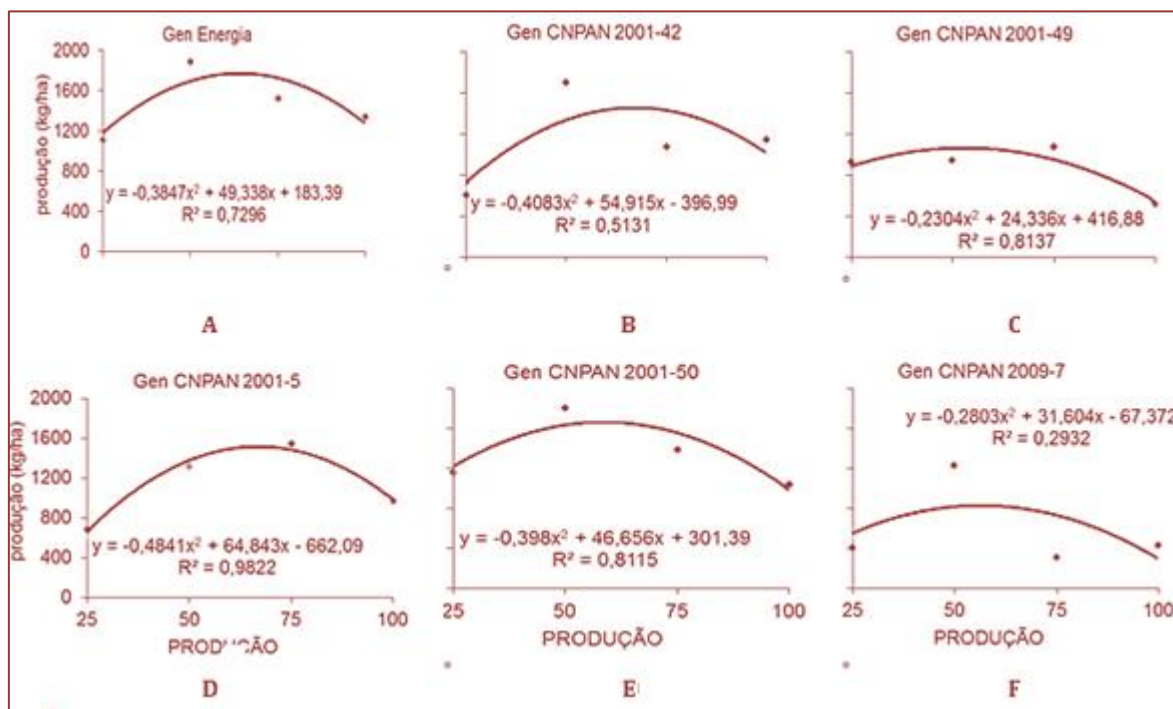 Gen Energia
Gen CNPAN 2001-42
Gen CNPAN 2001-49
produção (kg/ha)
2000
1600
1200
800
400
0
y = -0,3847x² + 49,338x + 183,39
R² = 0,7296
y = -0,4083x² + 54,915x - 396,99
R² = 0,5131
y = -0,2304x² + 24,336x + 416,88
R² = 0,8137
A
B
C
Gen CNPAN 2001-5
Gen CNPAN 2001-50
Gen CNPAN 2009-7
produção (kg/ha)
2000
1600
1200
800
400
0
y = -0,4841x² + 64,843x - 662,09
R² = 0,9822
y = -0,398x² + 46,656x + 301,39
R² = 0,8115
y = -0,2803x² + 31,604x - 67,372
R² = 0,2932
25 50 75 100
25 50 75 100
25 50 75 100
PRODUÇÃO
PRODUÇÃO
D
E
F